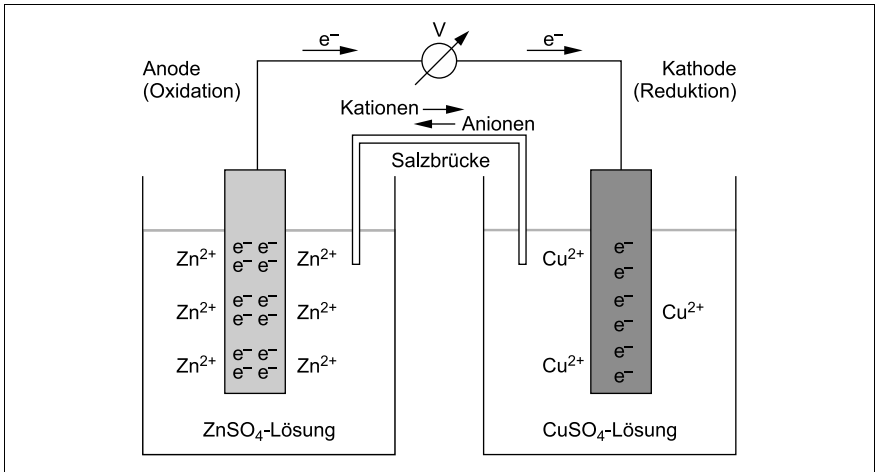 V
e⁻
e⁻
Anode
(Oxidation)
Kathode
(Reduktion)
Kationen
Anionen
Salzbrücke
Zn²⁺
e⁻ e⁻
e⁻ e⁻
Zn²⁺
Zn²⁺
e⁻ e⁻
e⁻ e⁻
Zn²⁺
Zn²⁺
e⁻ e⁻
e⁻ e⁻
Zn²⁺
ZnSO₄-Lösung
Cu²⁺
e⁻
e⁻
e⁻
Cu²⁺
e⁻
Cu²⁺
e⁻
e⁻
CuSO₄-Lösung